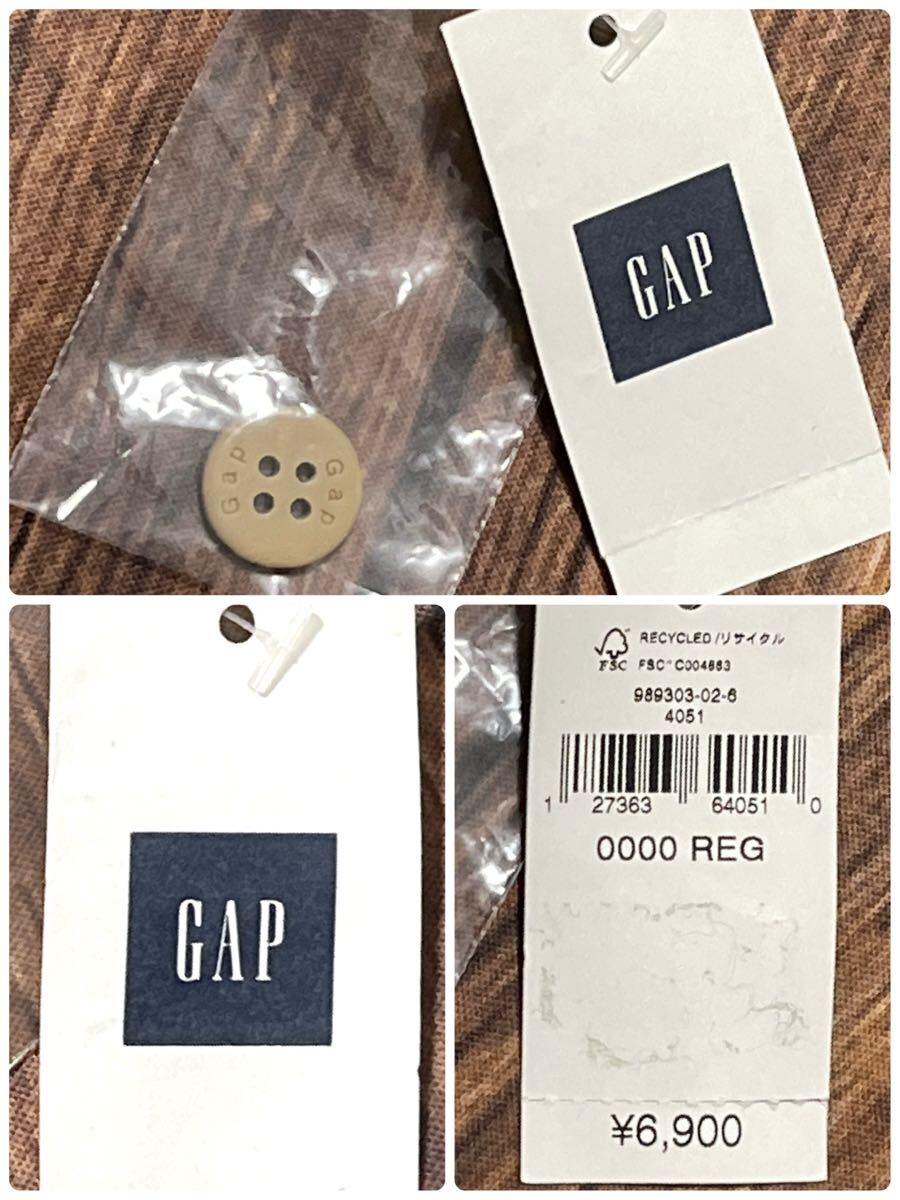 GAP
Gap Gap
GAP
RECYCLED/リサイクル
FSC FSC® C004883
989303-02-6
4051
1 27363 64051 0
0000 REG
¥6,900